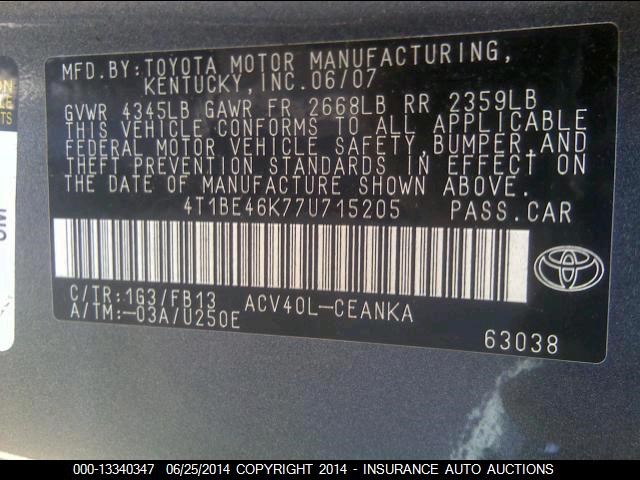 MFD. BY: TOYOTA MOTOR MANUFACTURING,
KENTUCKY, INC. 06/07
GVWR 4345LB GAWR FR 2668LB RR 2359LB
THIS VEHICLE CONFORMS TO ALL APPLICABLE
FEDERAL MOTOR VEHICLE SAFETY, BUMPER, AND
THEFT PREVENTION STANDARDS IN EFFECT ON
THE DATE OF MANUFACTURE SHOWN ABOVE.
4T1BE46K77U715205 PASS. CAR
C/TR: 1G3/FB13 ACV40L-CEANKA
A/TM: -03A/U250E
63038
000-13340347 06/25/2014 COPYRIGHT 2014 - INSURANCE AUTO AUCTIONS